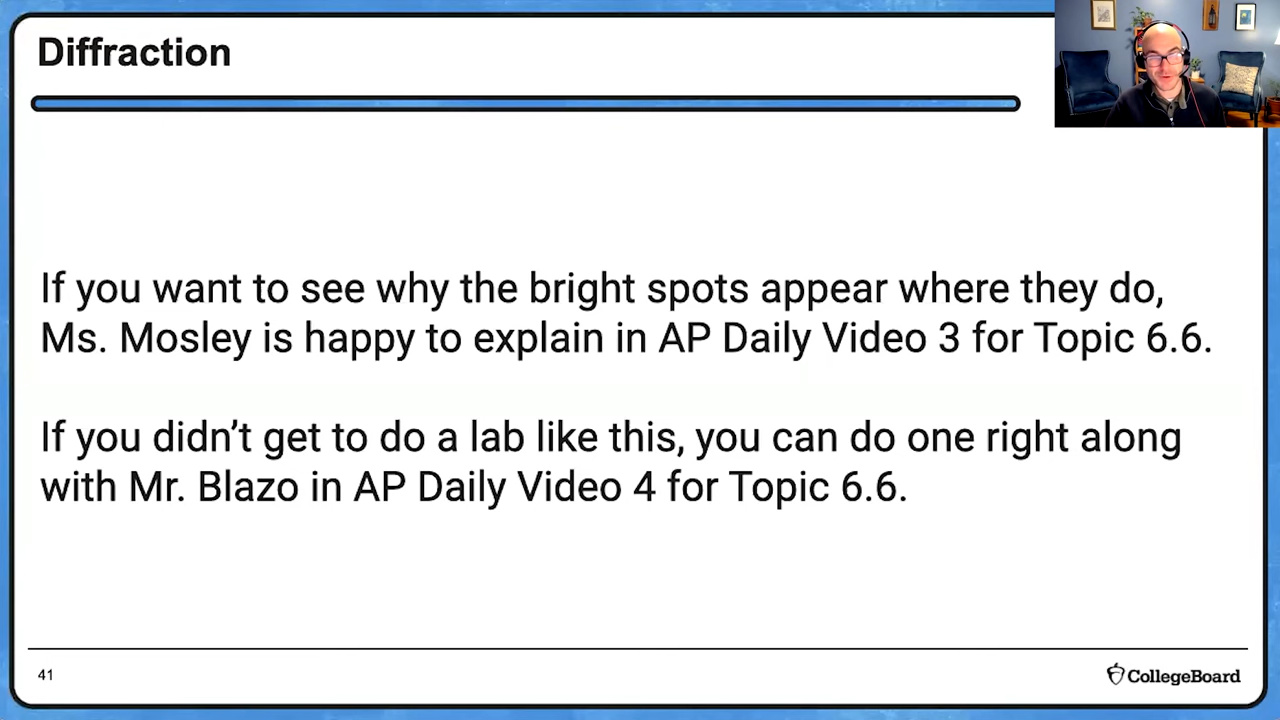 Diffraction
If you want to see why the bright spots appear where they do,
Ms. Mosley is happy to explain in AP Daily Video 3 for Topic 6.6.
If you didn’t get to do a lab like this, you can do one right along
with Mr. Blazo in AP Daily Video 4 for Topic 6.6.
41
CollegeBoard